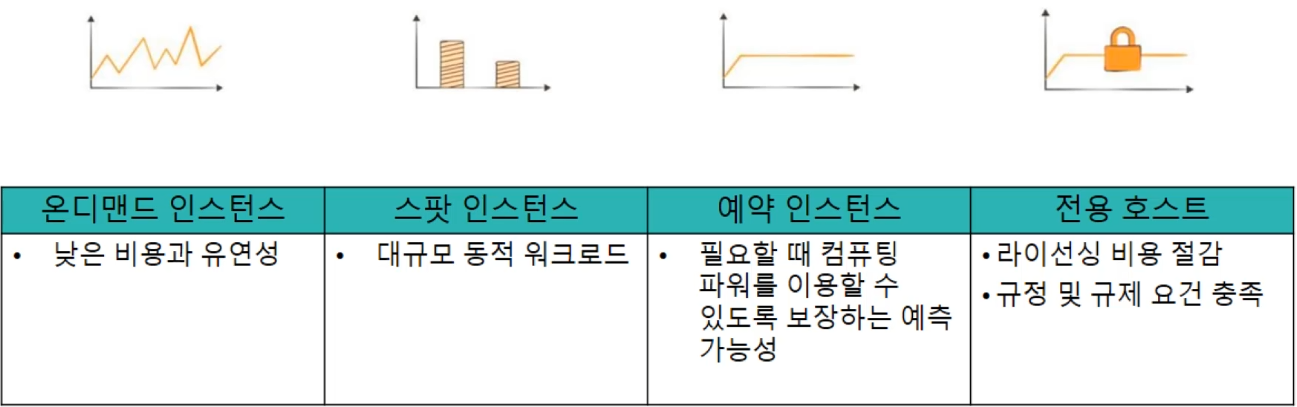 온디맨드 인스턴스
스팟 인스턴스
예약 인스턴스
전용 호스트
• 낮은 비용과 유연성
• 대규모 동적 워크로드
• 필요할 때 컴퓨팅
파워를 이용할 수
있도록 보장하는 예측
가능성
• 라이선싱 비용 절감
• 규정 및 규제 요건 충족